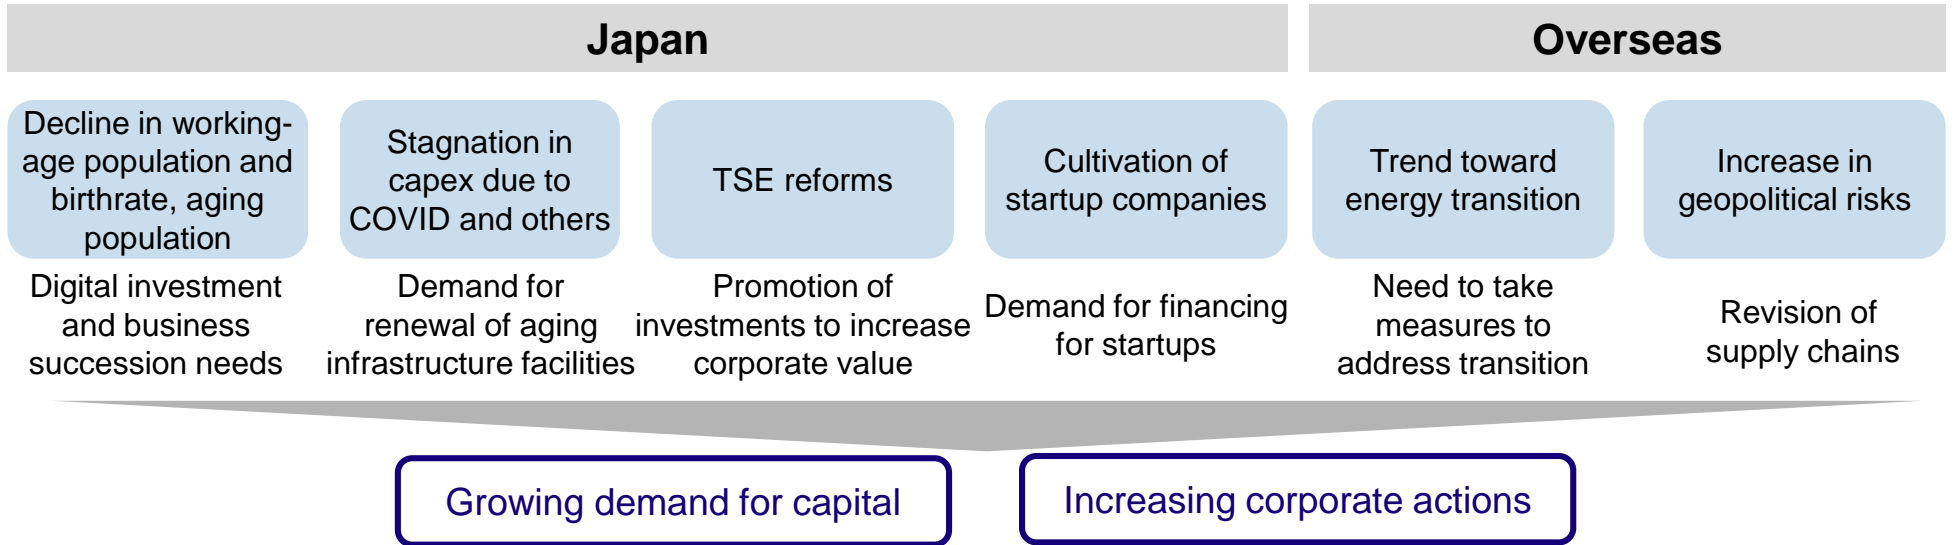 Japan
Overseas
Decline in working-
age population and
birthrate, aging
population
Stagnation in
capex due to
COVID and others
TSE reforms
Cultivation of
startup companies
Trend toward
energy transition
Increase in
geopolitical risks
Digital investment
and business
succession needs
Demand for
renewal of aging
infrastructure facilities
Promotion of
investments to increase
corporate value
Demand for financing
for startups
Need to take
measures to
address transition
Revision of
supply chains
Growing demand for capital
Increasing corporate actions